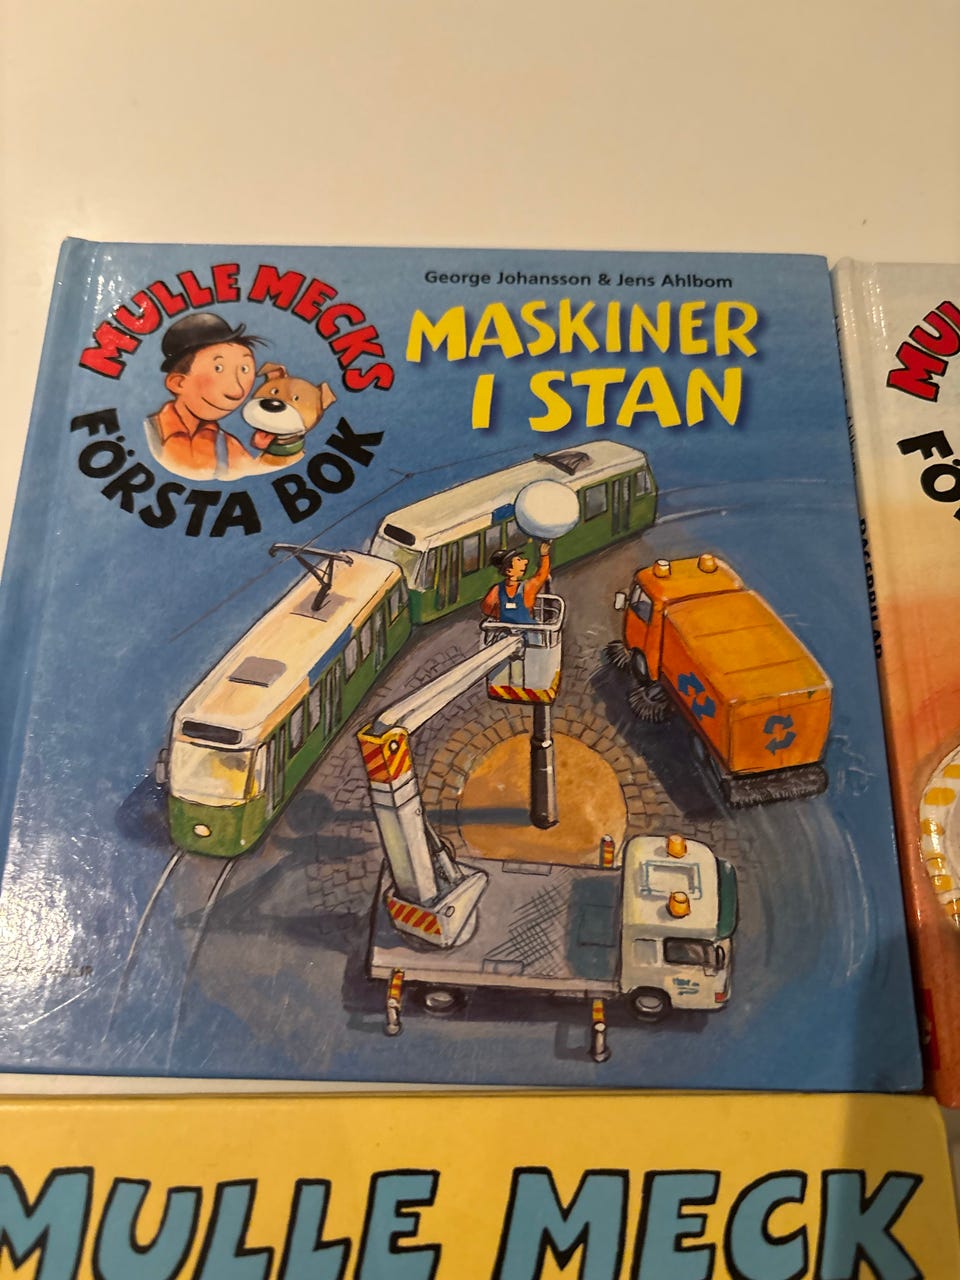 George Johansson & Jens Ahlbom
MULLE MECKS
FÖRSTA BOK
MASKINER
I STAN
MULLE MECK